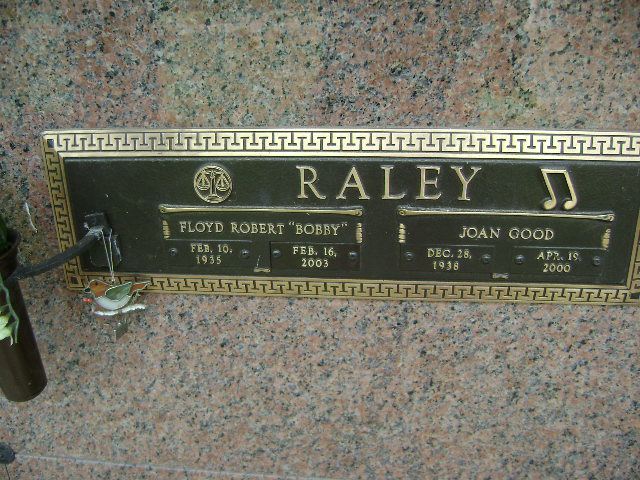 RALEY
FLOYD ROBERT "BOBBY"
FEB. 10, 1935
FEB. 16, 2003
JOAN GOOD
DEC. 28, 1938
APR. 19, 2000